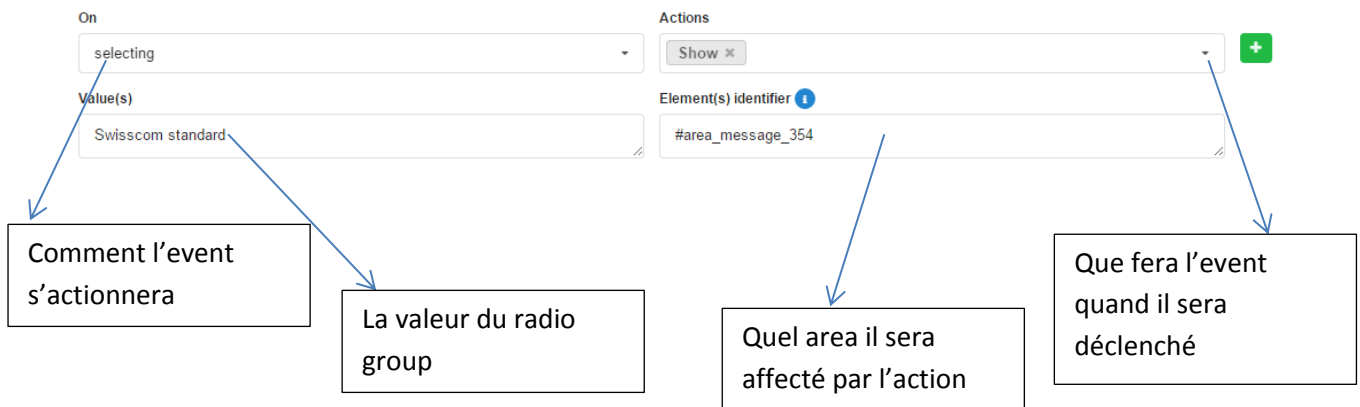 On
Actions
selecting
Show ×
+
Value(s)
Element(s) identifier i
Swisscom standard
#area_message_354
Comment l’event
s’actionnera
La valeur du radio
group
Quel area il sera
affecté par l’action
Que fera l’event
quand il sera
déclenché